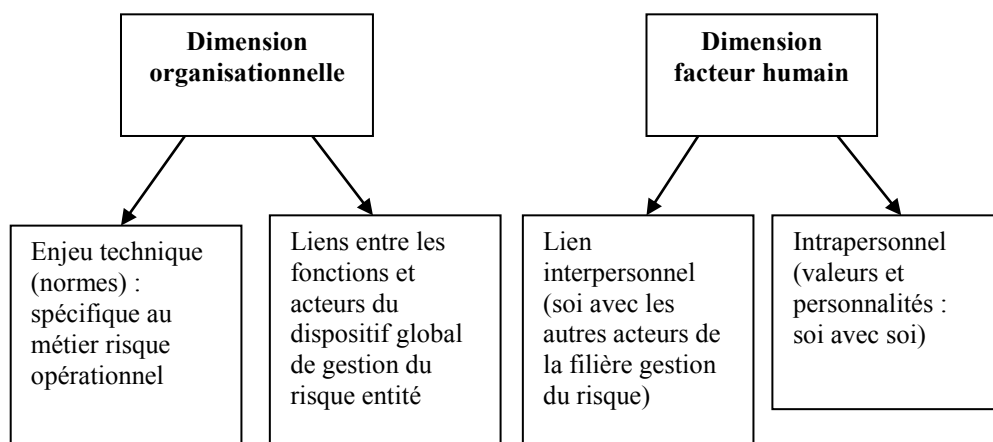 Dimension
organisationnelle
Dimension
facteur humain
Enjeu technique
(normes) :
spécifique au
métier risque
opérationnel
Liens entre les
fonctions et
acteurs du
dispositif global
de gestion du
risque entité
Lien
interpersonnel
(soi avec les
autres acteurs de
la filière gestion
du risque)
Intrapersonnel
(valeurs et
personnalités :
soi avec soi)